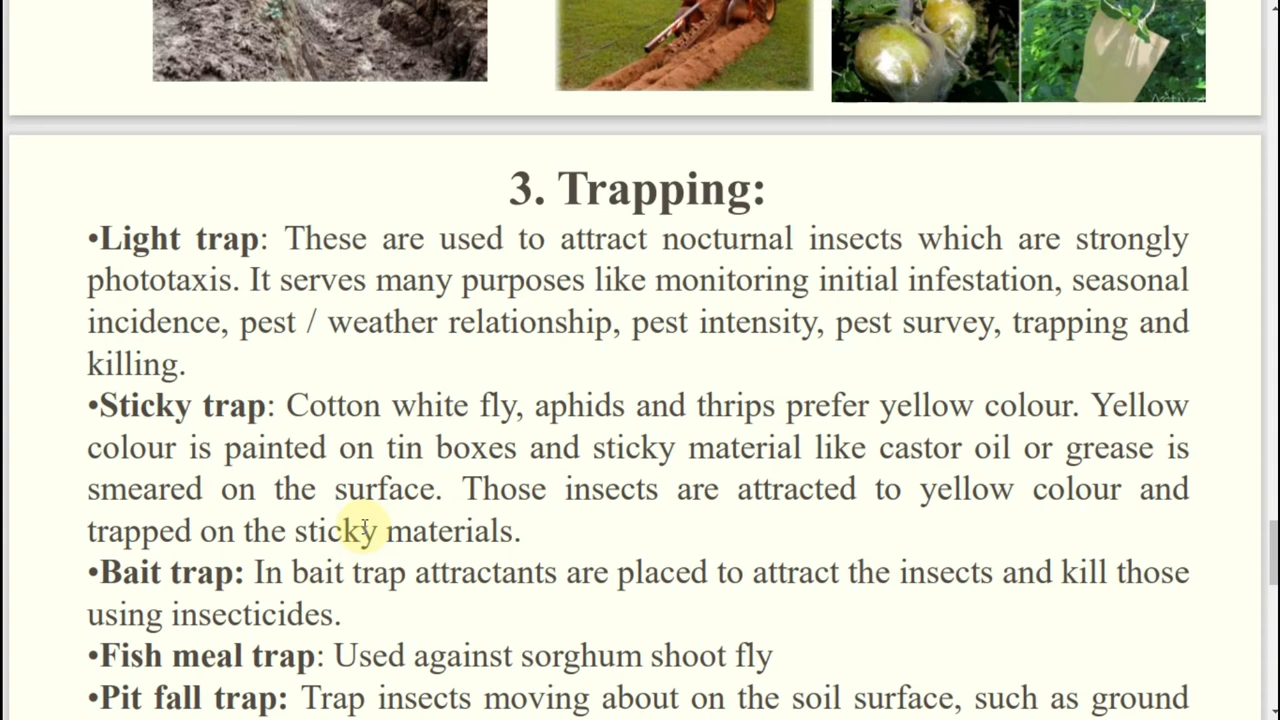 3. Trapping:
•Light trap: These are used to attract nocturnal insects which are strongly
phototaxis. It serves many purposes like monitoring initial infestation, seasonal
incidence, pest / weather relationship, pest intensity, pest survey, trapping and
killing.
•Sticky trap: Cotton white fly, aphids and thrips prefer yellow colour. Yellow
colour is painted on tin boxes and sticky material like castor oil or grease is
smeared on the surface. Those insects are attracted to yellow colour and
trapped on the sticky materials.
•Bait trap: In bait trap attractants are placed to attract the insects and kill those
using insecticides.
•Fish meal trap: Used against sorghum shoot fly
•Pit fall trap: Trap insects moving about on the soil surface, such as ground